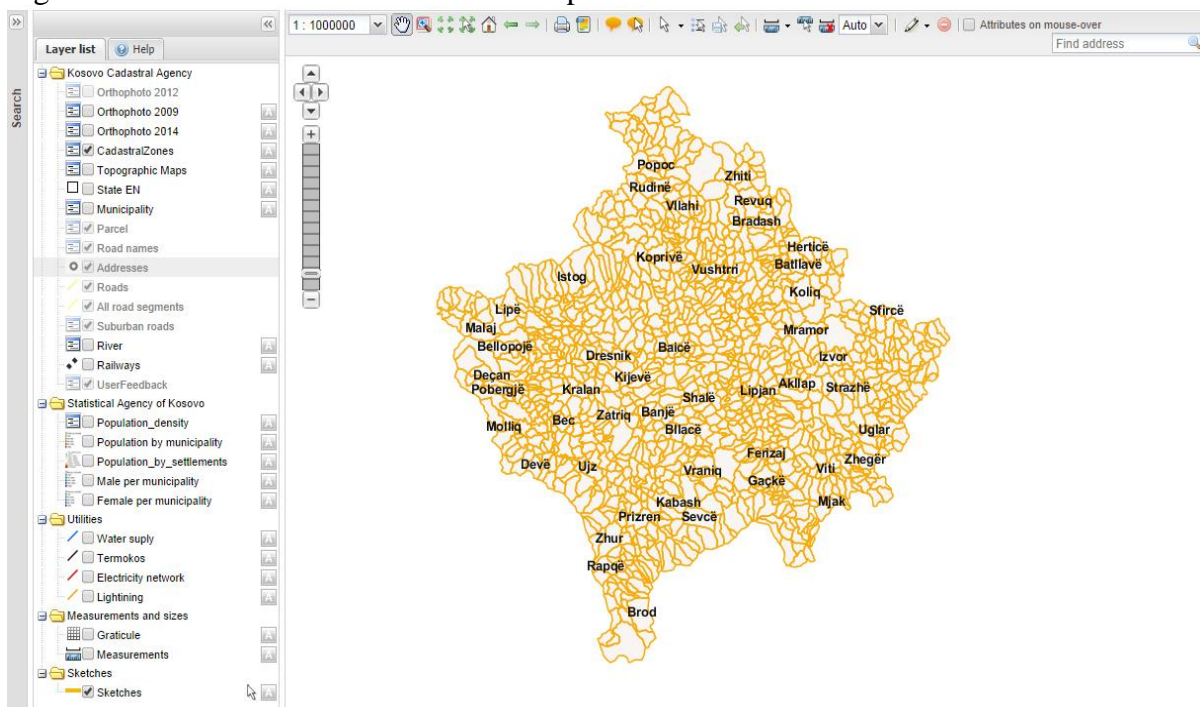 1 : 1000000
Auto
Attributes on mouse-over
Find address
Search
Layer list
Help
Kosovo Cadastral Agency
Orthophoto 2012
Orthophoto 2009
Orthophoto 2014
CadastralZones
Topographic Maps
State EN
Municipality
Parcel
Road names
Addresses
Roads
All road segments
Suburban roads
River
Railways
UserFeedback
Statistical Agency of Kosovo
Population_density
Population by municipality
Population_by_settlements
Male per municipality
Female per municipality
Utilities
Water suply
Termokos
Electricity network
Lightining
Measurements and sizes
Graticule
Measurements
Sketches
Sketches
Popoc
Zhiti
Rudinë
Vllahi
Revuq
Bradash
Herticë
Koprivë
Vushtrri
Batllavë
Istog
Koliq
Lipë
Sfircë
Malaj
Mramor
Bellopojë
Dresnik
Baicë
Izvor
Deçan
Kijevë
Pobergjë
Kralan
Shalë
Lipjan
Akllap
Strazhë
Molliq
Bec
Zatriq
Banjë
Bllacë
Uglar
Devë
Ujz
Vraniq
Ferizaj
Viti
Zhegër
Gaçkë
Kabash
Mjak
Prizren
Sevcë
Zhur
Rapqë
Brod